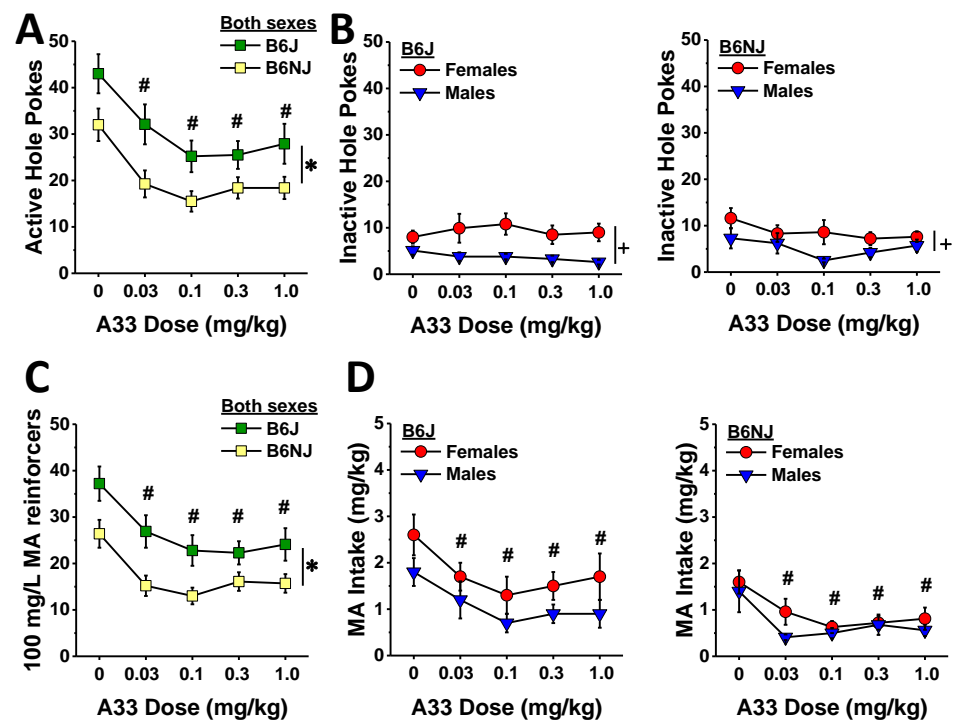 A
Both sexes
B6J
B6NJ
Active Hole Pokes
50
40
30
20
10
0
# # # #
*
0 0.03 0.1 0.3 1.0
A33 Dose (mg/kg)
B
B6J
Females
Males
Inactive Hole Pokes
50
40
30
20
10
0
+
0 0.03 0.1 0.3 1.0
A33 Dose (mg/kg)
B6NJ
Females
Males
Inactive Hole Pokes
50
40
30
20
10
0
+
0 0.03 0.1 0.3 1.0
A33 Dose (mg/kg)
C
Both sexes
B6J
B6NJ
100 mg/L MA reinforcers
50
40
30
20
10
0
# # # #
*
0 0.03 0.1 0.3 1.0
A33 Dose (mg/kg)
D
B6J
Females
Males
MA Intake (mg/kg)
5
4
3
2
1
0
# # # #
0 0.03 0.1 0.3 1.0
A33 Dose (mg/kg)
B6NJ
Females
Males
MA Intake (mg/kg)
5
4
3
2
1
0
# # # #
0 0.03 0.1 0.3 1.0
A33 Dose (mg/kg)